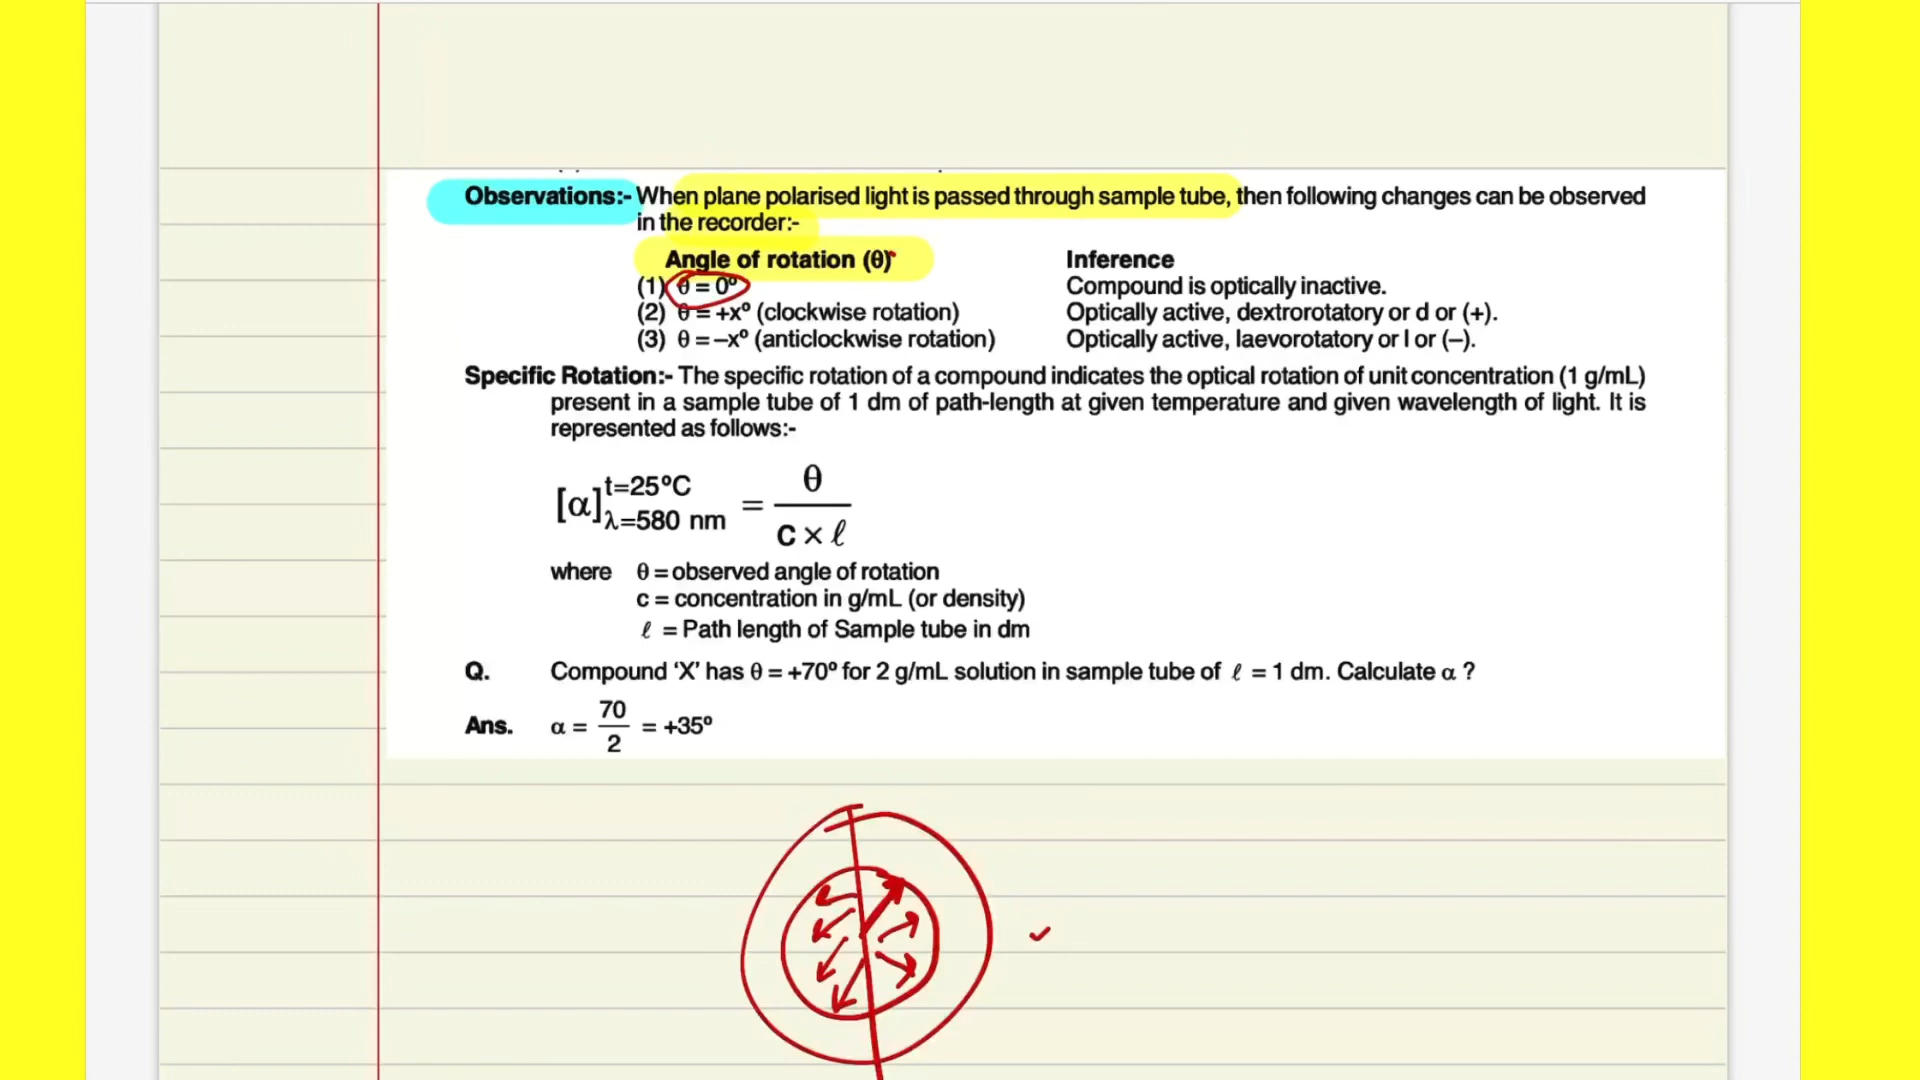 Observations:- When plane polarised light is passed through sample tube, then following changes can be observed
in the recorder:-
Angle of rotation (θ) Inference
(1) θ = 0º Compound is optically inactive.
(2) θ = +xº (clockwise rotation) Optically active, dextrorotatory or d or (+).
(3) θ = –xº (anticlockwise rotation) Optically active, laevorotatory or l or (–).
Specific Rotation:- The specific rotation of a compound indicates the optical rotation of unit concentration (1 g/mL)
present in a sample tube of 1 dm of path-length at given temperature and given wavelength of light. It is
represented as follows:-
[α]^{t=25ºC}_{λ=580 nm} = θ / (c × ℓ)
where θ = observed angle of rotation
c = concentration in g/mL (or density)
ℓ = Path length of Sample tube in dm
Q. Compound ‘X’ has θ = +70º for 2 g/mL solution in sample tube of ℓ = 1 dm. Calculate α ?
Ans. α = 70/2 = +35º